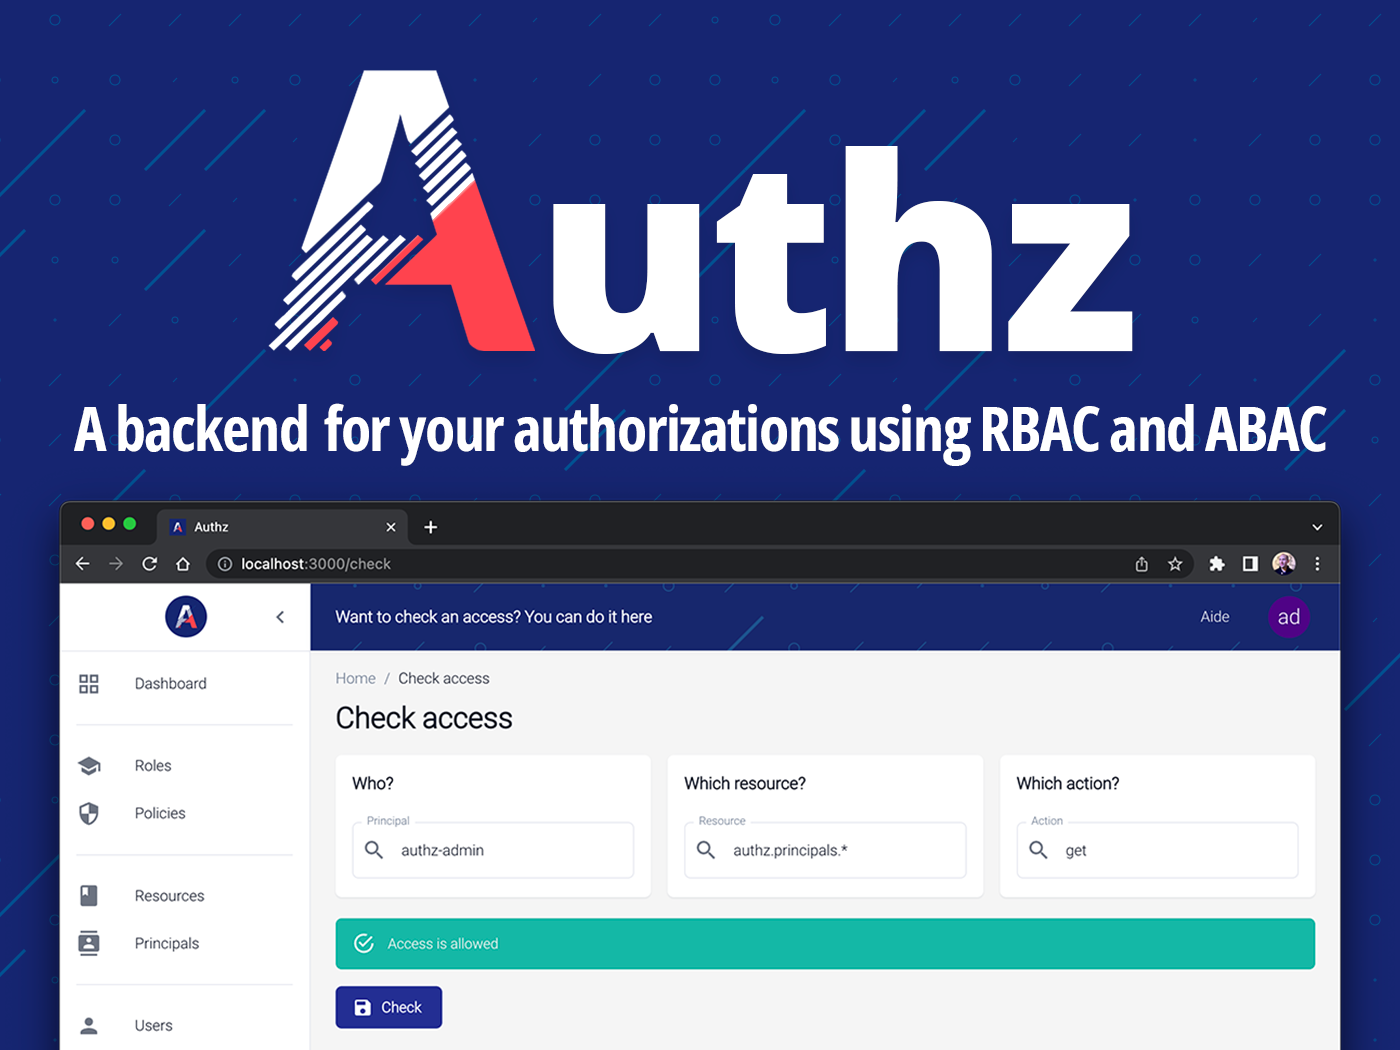 Authz
A backend for your authorizations using RBAC and ABAC
Authz
localhost:3000/check
A
Want to check an access? You can do it here
Aide
ad
Dashboard
Roles
Policies
Resources
Principals
Users
Home / Check access
Check access
Who?
Principal
authz-admin
Which resource?
Resource
authz.principals.*
Which action?
Action
get
Access is allowed
Check